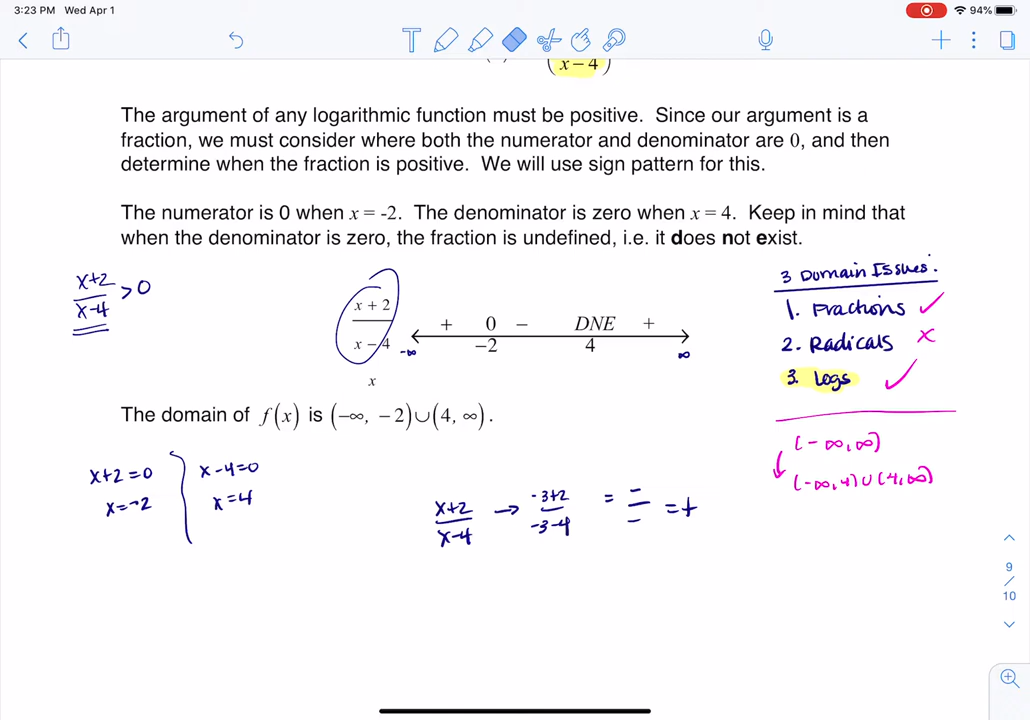 3:23 PM Wed Apr 1
94%
T
x − 4
The argument of any logarithmic function must be positive. Since our argument is a
fraction, we must consider where both the numerator and denominator are 0, and then
determine when the fraction is positive. We will use sign pattern for this.
The numerator is 0 when x = -2. The denominator is zero when x = 4. Keep in mind that
when the denominator is zero, the fraction is undefined, i.e. it does not exist.
x+2
x-4
>0
x + 2
x − 4
x
+ 0 − DNE +
−2 4
-∞ ∞
3 Domain Issues:
1. Fractions ✓
2. Radicals ×
3. Logs ✓
(-∞,∞)
(-∞,4)∪(4,∞)
The domain of f(x) is (−∞, −2)∪(4, ∞).
x+2=0
x=-2
x-4=0
x=4
x+2
x-4
→
-3+2
-3-4
= −
−
=+
9
/
10